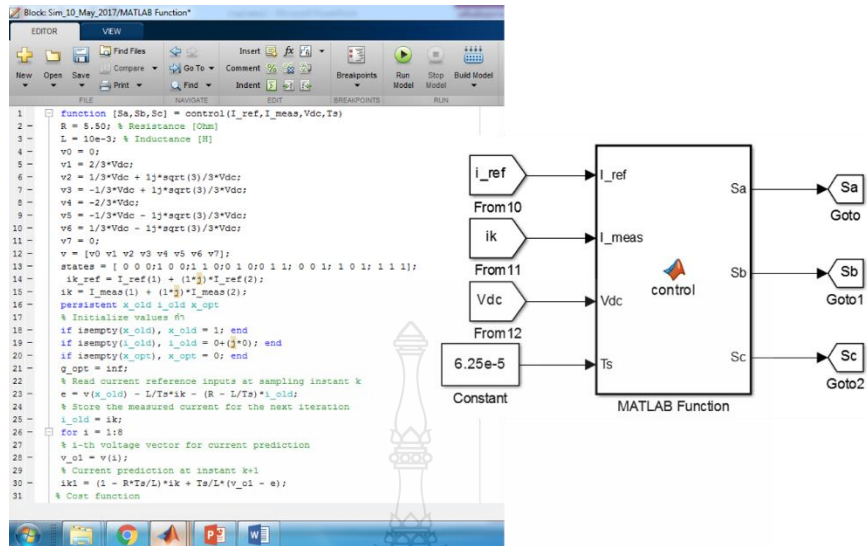 Block: Sim_10_May_2017/MATLAB Function*
EDITOR VIEW
New Open Save Find Files Compare Print
Go To Find
Insert fx Comment Indent
Breakpoints Run Model Stop Model Build Model
FILE NAVIGATE EDIT BREAKPOINTS RUN
1 function [Sa,Sb,Sc] = control(I_ref,I_meas,Vdc,Ts)
2 - R = 5.50; % Resistance [Ohm]
3 - L = 10e-3; % Inductance [H]
4 - v0 = 0;
5 - v1 = 2/3*Vdc;
6 - v2 = 1/3*Vdc + 1j*sqrt(3)/3*Vdc;
7 - v3 = -1/3*Vdc + 1j*sqrt(3)/3*Vdc;
8 - v4 = -2/3*Vdc;
9 - v5 = -1/3*Vdc - 1j*sqrt(3)/3*Vdc;
10 - v6 = 1/3*Vdc - 1j*sqrt(3)/3*Vdc;
11 - v7 = 0;
12 - v = [v0 v1 v2 v3 v4 v5 v6 v7];
13 - states = [ 0 0 0;1 0 0;1 1 0;0 1 0;0 1 1; 0 0 1; 1 0 1; 1 1 1];
14 - ik_ref = I_ref(1) + (1*j)*I_ref(2);
15 - ik = I_meas(1) + (1*j)*I_meas(2);
16 - persistent x_old i_old x_opt
17 % Initialize values ค่า
18 - if isempty(x_old), x_old = 1; end
19 - if isempty(i_old), i_old = 0+(j*0); end
20 - if isempty(x_opt), x_opt = 0; end
21 - g_opt = inf;
22 % Read current reference inputs at sampling instant k
23 - e = v(x_old) - L/Ts*ik - (R - L/Ts)*i_old;
24 % Store the measured current for the next iteration
25 - i_old = ik;
26 - for i = 1:8
27 % i-th voltage vector for current prediction
28 - v_o1 = v(i);
29 % Current prediction at instant k+1
30 - ik1 = (1 - R*Ts/L)*ik + Ts/L*(v_o1 - e);
31 % Cost function
i_ref
From10
ik
From11
Vdc
From12
6.25e-5
Constant
I_ref
I_meas
Vdc
Ts
control
Sa
Sb
Sc
MATLAB Function
Sa
Goto
Sb
Goto1
Sc
Goto2